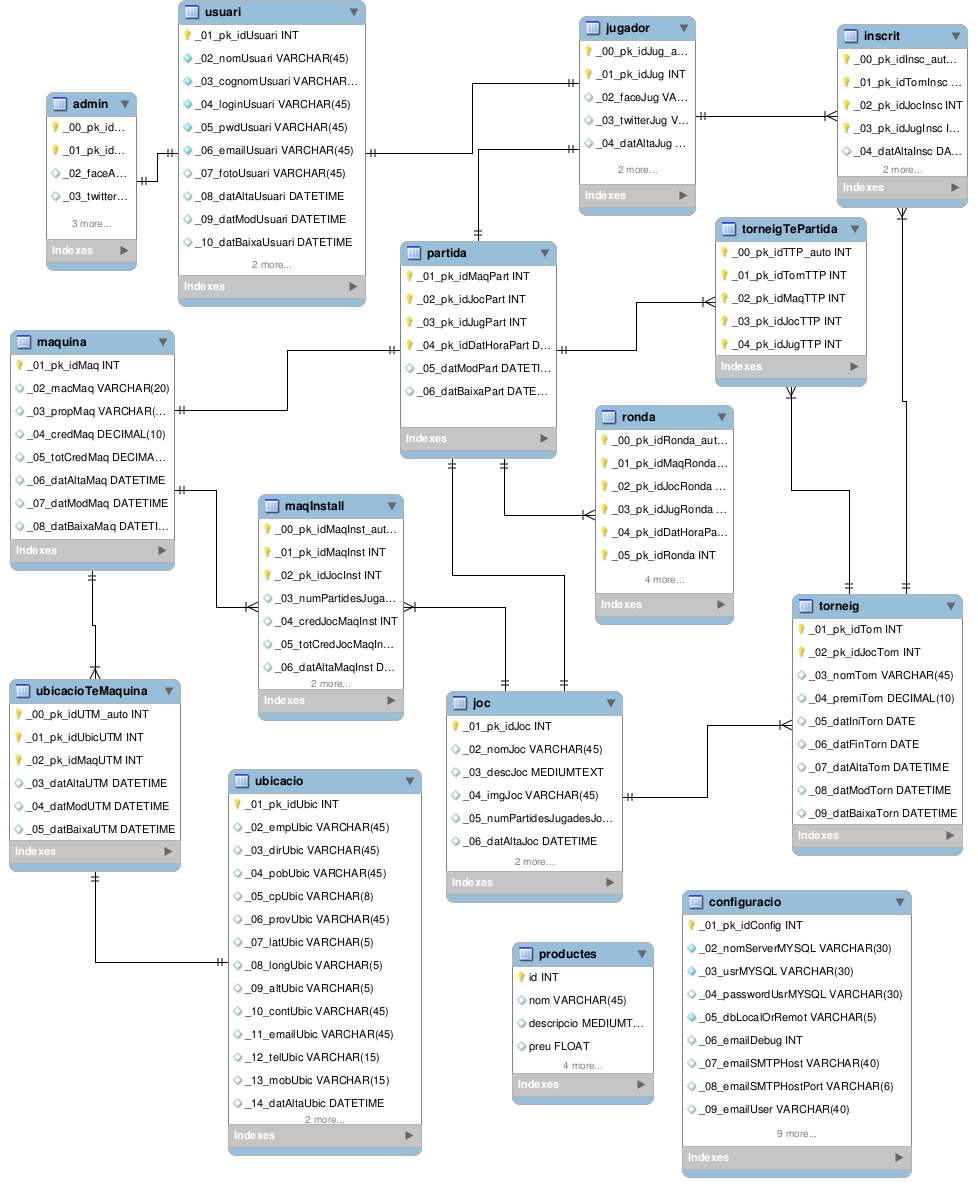 usuari
_01_pk_idUsuari INT
_02_nomUsuari VARCHAR(45)
_03_cognomUsuari VARCHAR...
_04_loginUsuari VARCHAR(45)
_05_pwdUsuari VARCHAR(45)
_06_emailUsuari VARCHAR(45)
_07_fotoUsuari VARCHAR(45)
_08_datAltaUsuari DATETIME
_09_datModUsuari DATETIME
_10_datBaixaUsuari DATETIME
2 more...
Indexes
jugador
_00_pk_idJug_a...
_01_pk_idJug INT
_02_faceJug VA...
_03_twitterJug V...
_04_datAltaJug ...
2 more...
Indexes
inscrit
_00_pk_idInsc_aut...
_01_pk_idTornInsc ...
_02_pk_idJocInsc INT
_03_pk_idJugInsc I...
_04_datAltaInsc DA...
2 more...
Indexes
admin
_00_pk_id...
_01_pk_id...
_02_faceA...
_03_twitter...
3 more...
Indexes
partida
_01_pk_idMaqPart INT
_02_pk_idJocPart INT
_03_pk_idJugPart INT
_04_pk_idDatHoraPart D...
_05_datModPart DATETI...
_06_datBaixaPart DATE...
Indexes
torneigTePartida
_00_pk_idTTP_auto INT
_01_pk_idTornTTP INT
_02_pk_idMaqTTP INT
_03_pk_idJocTTP INT
_04_pk_idJugTTP INT
Indexes
maquina
_01_pk_idMaq INT
_02_macMaq VARCHAR(20)
_03_propMaq VARCHAR(...
_04_credMaq DECIMAL(10)
_05_totCredMaq DECIMA...
_06_datAltaMaq DATETIME
_07_datModMaq DATETIME
_08_datBaixaMaq DATETI...
Indexes
ronda
_00_pk_idRonda_aut...
_01_pk_idMaqRonda...
_02_pk_idJocRonda ...
_03_pk_idJugRonda ...
_04_pk_idDatHoraPa...
_05_pk_idRonda INT
4 more...
Indexes
maqInstall
_00_pk_idMaqInst_aut...
_01_pk_idMaqInst INT
_02_pk_idJocInst INT
_03_numPartidesJuga...
_04_credJocMaqInst INT
_05_totCredJocMaqIn...
_06_datAltaMaqInst D...
2 more...
Indexes
torneig
_01_pk_idTorn INT
_02_pk_idJocTorn INT
_03_nomTorn VARCHAR(45)
_04_premiTorn DECIMAL(10)
_05_datIniTorn DATE
_06_datFinTorn DATE
_07_datAltaTorn DATETIME
_08_datModTorn DATETIME
_09_datBaixaTorn DATETIME
Indexes
ubicacioTeMaquina
_00_pk_idUTM_auto INT
_01_pk_idUbicUTM INT
_02_pk_idMaqUTM INT
_03_datAltaUTM DATETIME
_04_datModUTM DATETIME
_05_datBaixaUTM DATETIME
Indexes
joc
_01_pk_idJoc INT
_02_nomJoc VARCHAR(45)
_03_descJoc MEDIUMTEXT
_04_imgJoc VARCHAR(45)
_05_numPartidesJugadesJo...
_06_datAltaJoc DATETIME
2 more...
Indexes
ubicacio
_01_pk_idUbic INT
_02_empUbic VARCHAR(45)
_03_dirUbic VARCHAR(45)
_04_pobUbic VARCHAR(45)
_05_cpUbic VARCHAR(8)
_06_provUbic VARCHAR(45)
_07_latUbic VARCHAR(5)
_08_longUbic VARCHAR(5)
_09_altUbic VARCHAR(5)
_10_contUbic VARCHAR(45)
_11_emailUbic VARCHAR(45)
_12_telUbic VARCHAR(15)
_13_mobUbic VARCHAR(15)
_14_datAltaUbic DATETIME
2 more...
Indexes
productes
id INT
nom VARCHAR(45)
descripcio MEDIUMT...
preu FLOAT
4 more...
Indexes
configuracio
_01_pk_idConfig INT
_02_nomServerMYSQL VARCHAR(30)
_03_usrMYSQL VARCHAR(30)
_04_passwordUsrMYSQL VARCHAR(30)
_05_dbLocalOrRemot VARCHAR(5)
_06_emailDebug INT
_07_emailSMTPHost VARCHAR(40)
_08_emailSMTPHostPort VARCHAR(6)
_09_emailUser VARCHAR(40)
9 more...
Indexes